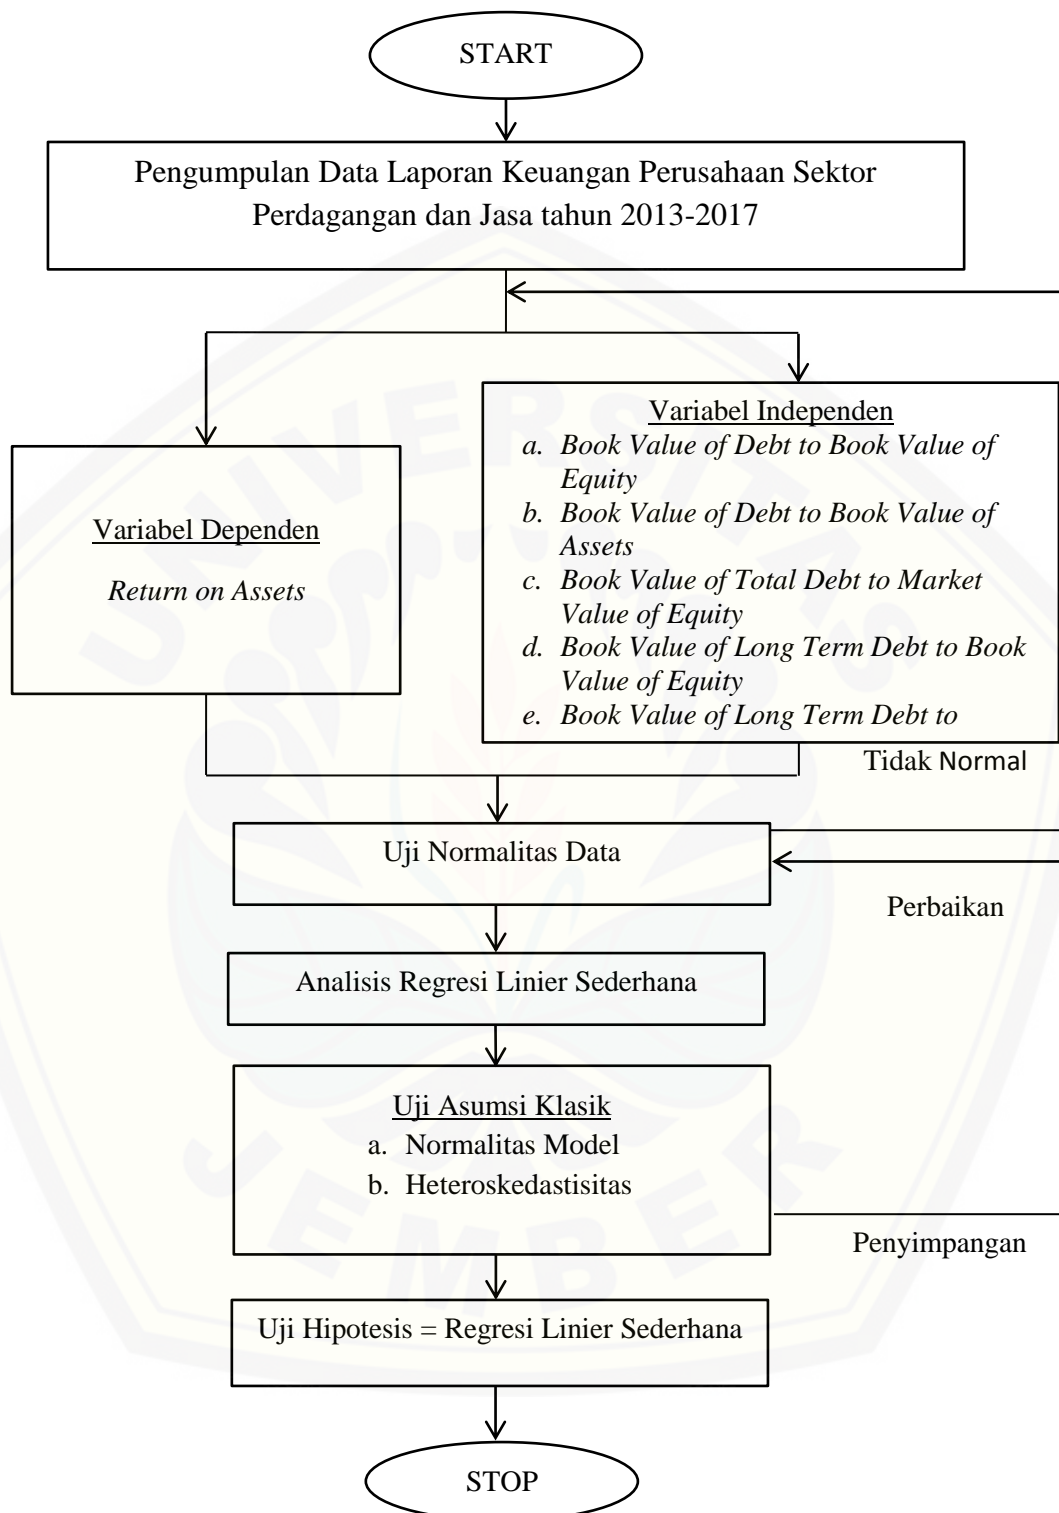 START
Pengumpulan Data Laporan Keuangan Perusahaan Sektor
Perdagangan dan Jasa tahun 2013-2017
Variabel Dependen
Return on Assets
Variabel Independen
a. Book Value of Debt to Book Value of
Equity
b. Book Value of Debt to Book Value of
Assets
c. Book Value of Total Debt to Market
Value of Equity
d. Book Value of Long Term Debt to Book
Value of Equity
e. Book Value of Long Term Debt to
Tidak Normal
Uji Normalitas Data
Perbaikan
Analisis Regresi Linier Sederhana
Uji Asumsi Klasik
a. Normalitas Model
b. Heteroskedastisitas
Penyimpangan
Uji Hipotesis = Regresi Linier Sederhana
STOP
UNIVERSITAS
JEMBER